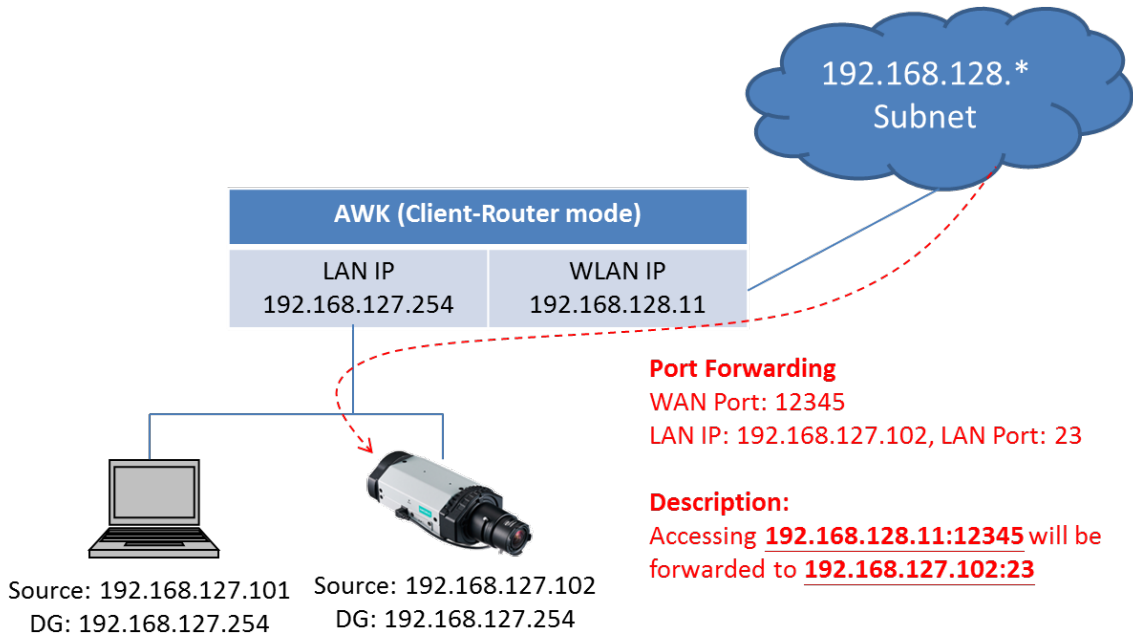 192.168.128.*
Subnet
AWK (Client-Router mode)
LAN IP
192.168.127.254
WLAN IP
192.168.128.11
Port Forwarding
WAN Port: 12345
LAN IP: 192.168.127.102, LAN Port: 23
Description:
Accessing 192.168.128.11:12345 will be
forwarded to 192.168.127.102:23
Source: 192.168.127.101
DG: 192.168.127.254
Source: 192.168.127.102
DG: 192.168.127.254